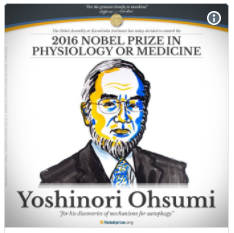 "For the greatest benefit to mankind"
The Nobel Assembly at Karolinska Institutet has today decided to award the
2016 NOBEL PRIZE IN
PHYSIOLOGY OR MEDICINE
Yoshinori Ohsumi
"for his discoveries of mechanisms for autophagy"
Nobelprize.org